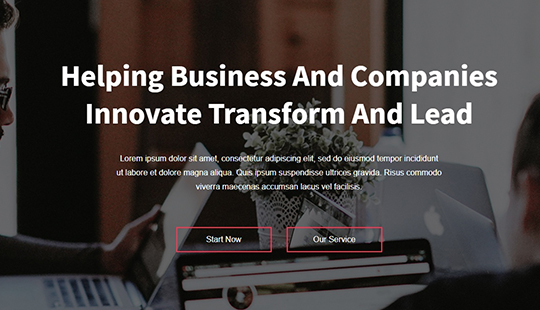 Helping Business And Companies
Innovate Transform And Lead
Lorem ipsum dolor sit amet, consectetur adipiscing elit, sed do eiusmod tempor incididunt
ut labore et dolore magna aliqua. Quis ipsum suspendisse ultrices gravida. Risus commodo
viverra maecenas accumsan lacus vel facilisis.
Start Now
Our Service